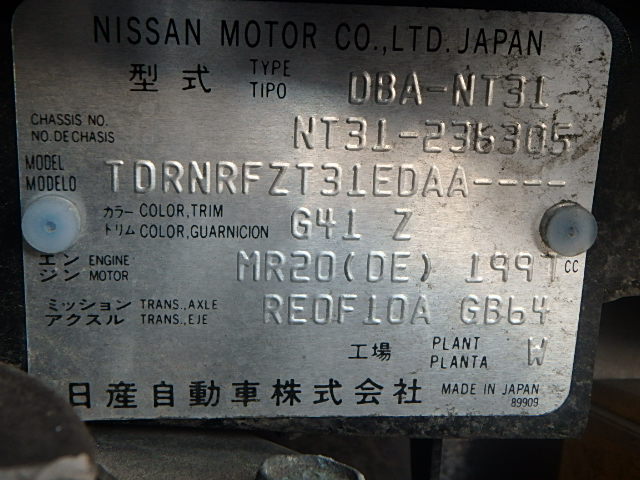 NISSAN MOTOR CO.,LTD. JAPAN
型式 TYPE TIPO DBA-NT31
CHASSIS NO. NO. DE CHASIS NT31-236305
MODEL MODELO TDRNRFZT31EDAA----
カラー COLOR, TRIM
トリム COLOR, GUARNICION G41 Z
エンジン ENGINE MOTOR MR20(DE) 1997 CC
ミッション TRANS., AXLE
アクスル TRANS., EJE RE0F10A GB64
工場 PLANT PLANTA W
日産自動車株式会社 MADE IN JAPAN
89909